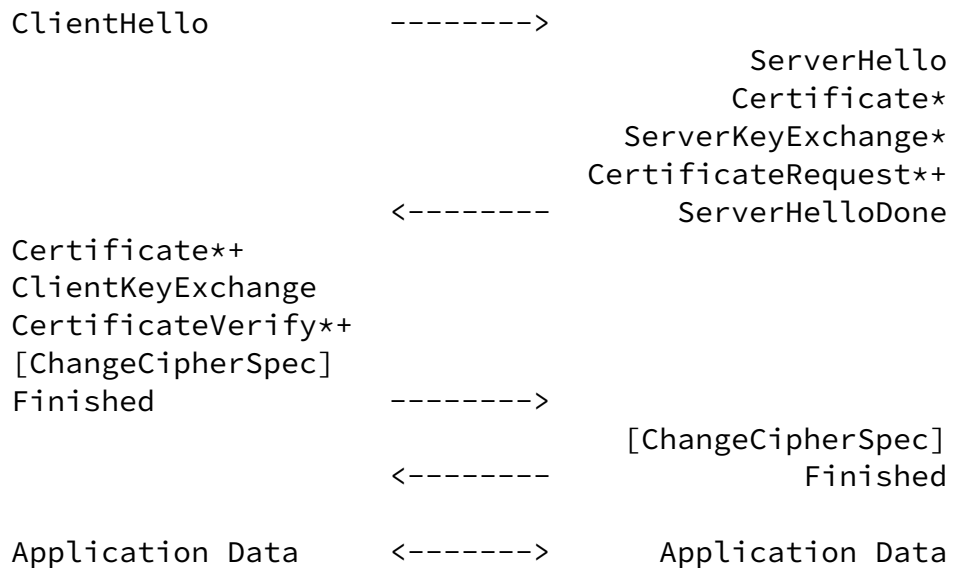 ClientHello -------->
ServerHello
Certificate*
ServerKeyExchange*
CertificateRequest*+
<-------- ServerHelloDone
Certificate*+
ClientKeyExchange
CertificateVerify*+
[ChangeCipherSpec]
Finished -------->
[ChangeCipherSpec]
<-------- Finished
Application Data <-------> Application Data